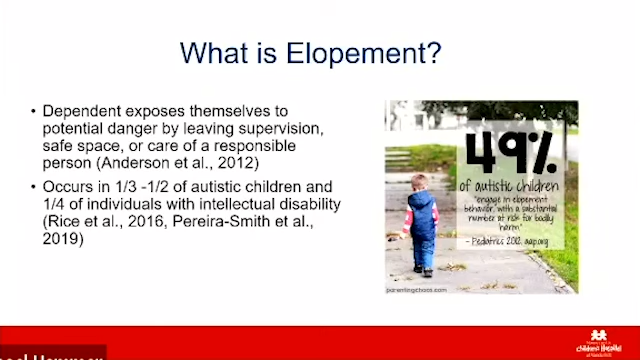 What is Elopement?
• Dependent exposes themselves to
potential danger by leaving supervision,
safe space, or care of a responsible
person (Anderson et al., 2012)
• Occurs in 1/3 -1/2 of autistic children and
1/4 of individuals with intellectual disability
(Rice et al., 2016, Pereira-Smith et al.,
2019)
49%
of autistic children
"engage in elopement
behavior, with a substantial
number at risk for bodily
harm"
- Pediatrics 2012, aap.org
parentingchaos.com